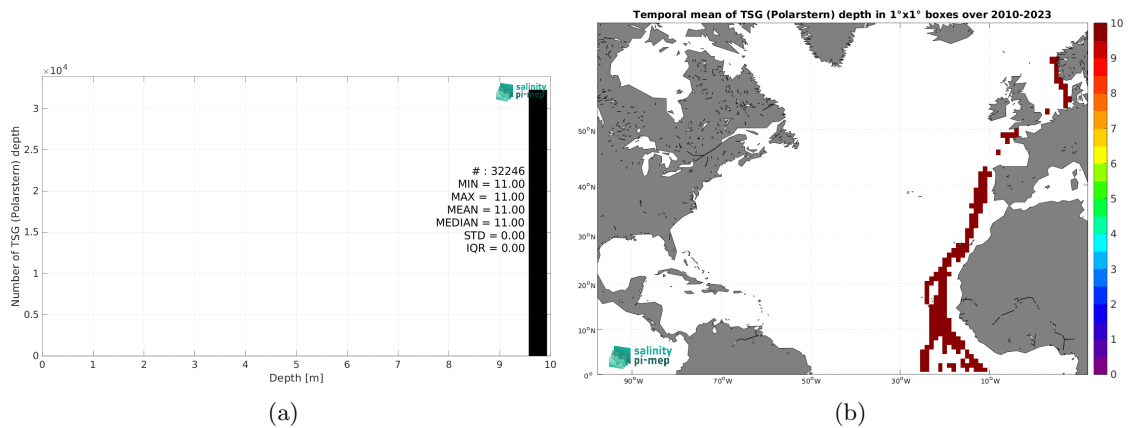 ×10⁴
3
2.5
2
1.5
1
0.5
0
Number of TSG (Polarstern) depth
salinity
pi-mep
# : 32246
MIN = 11.00
MAX = 11.00
MEAN = 11.00
MEDIAN = 11.00
STD = 0.00
IQR = 0.00
0 1 2 3 4 5 6 7 8 9 10
Depth [m]
(a)
Temporal mean of TSG (Polarstern) depth in 1°x1° boxes over 2010-2023
50°N
40°N
30°N
20°N
10°N
0°
90°W 70°W 50°W 30°W 10°W
salinity
pi-mep
10
9
8
7
6
5
4
3
2
1
0
(b)